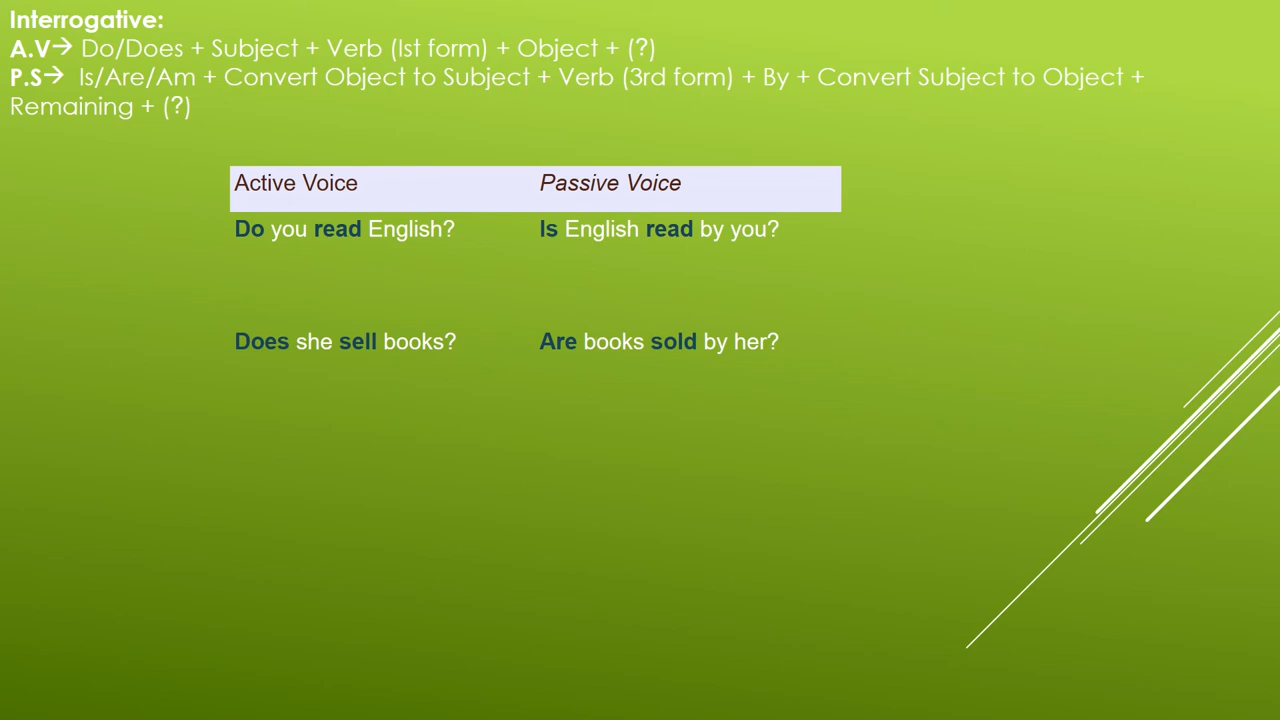 Interrogative:
A.V→ Do/Does + Subject + Verb (Ist form) + Object + (?)
P.S→ Is/Are/Am + Convert Object to Subject + Verb (3rd form) + By + Convert Subject to Object +
Remaining + (?)
Active Voice Passive Voice
Do you read English? Is English read by you?
Does she sell books? Are books sold by her?